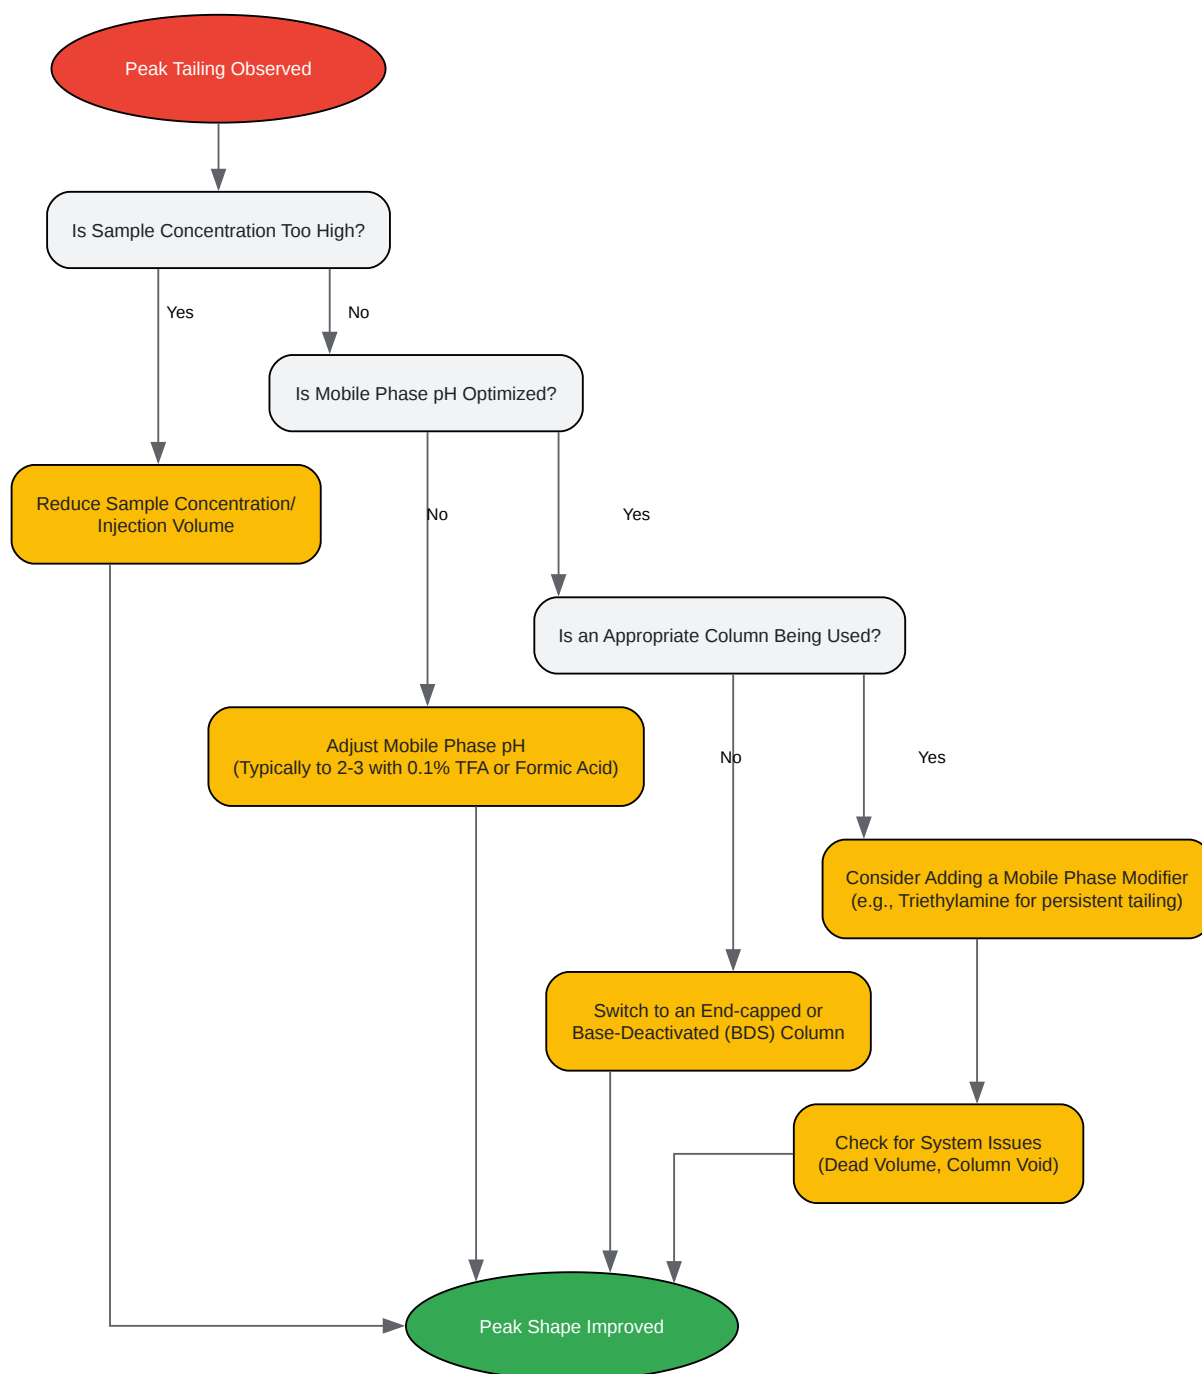 Peak Tailing Observed
Is Sample Concentration Too High?
Yes
No
Is Mobile Phase pH Optimized?
Reduce Sample Concentration/
Injection Volume
No
Yes
Is an Appropriate Column Being Used?
Adjust Mobile Phase pH
(Typically to 2-3 with 0.1% TFA or Formic Acid)
No
Yes
Consider Adding a Mobile Phase Modifier
(e.g., Triethylamine for persistent tailing)
Switch to an End-capped or
Base-Deactivated (BDS) Column
Check for System Issues
(Dead Volume, Column Void)
Peak Shape Improved